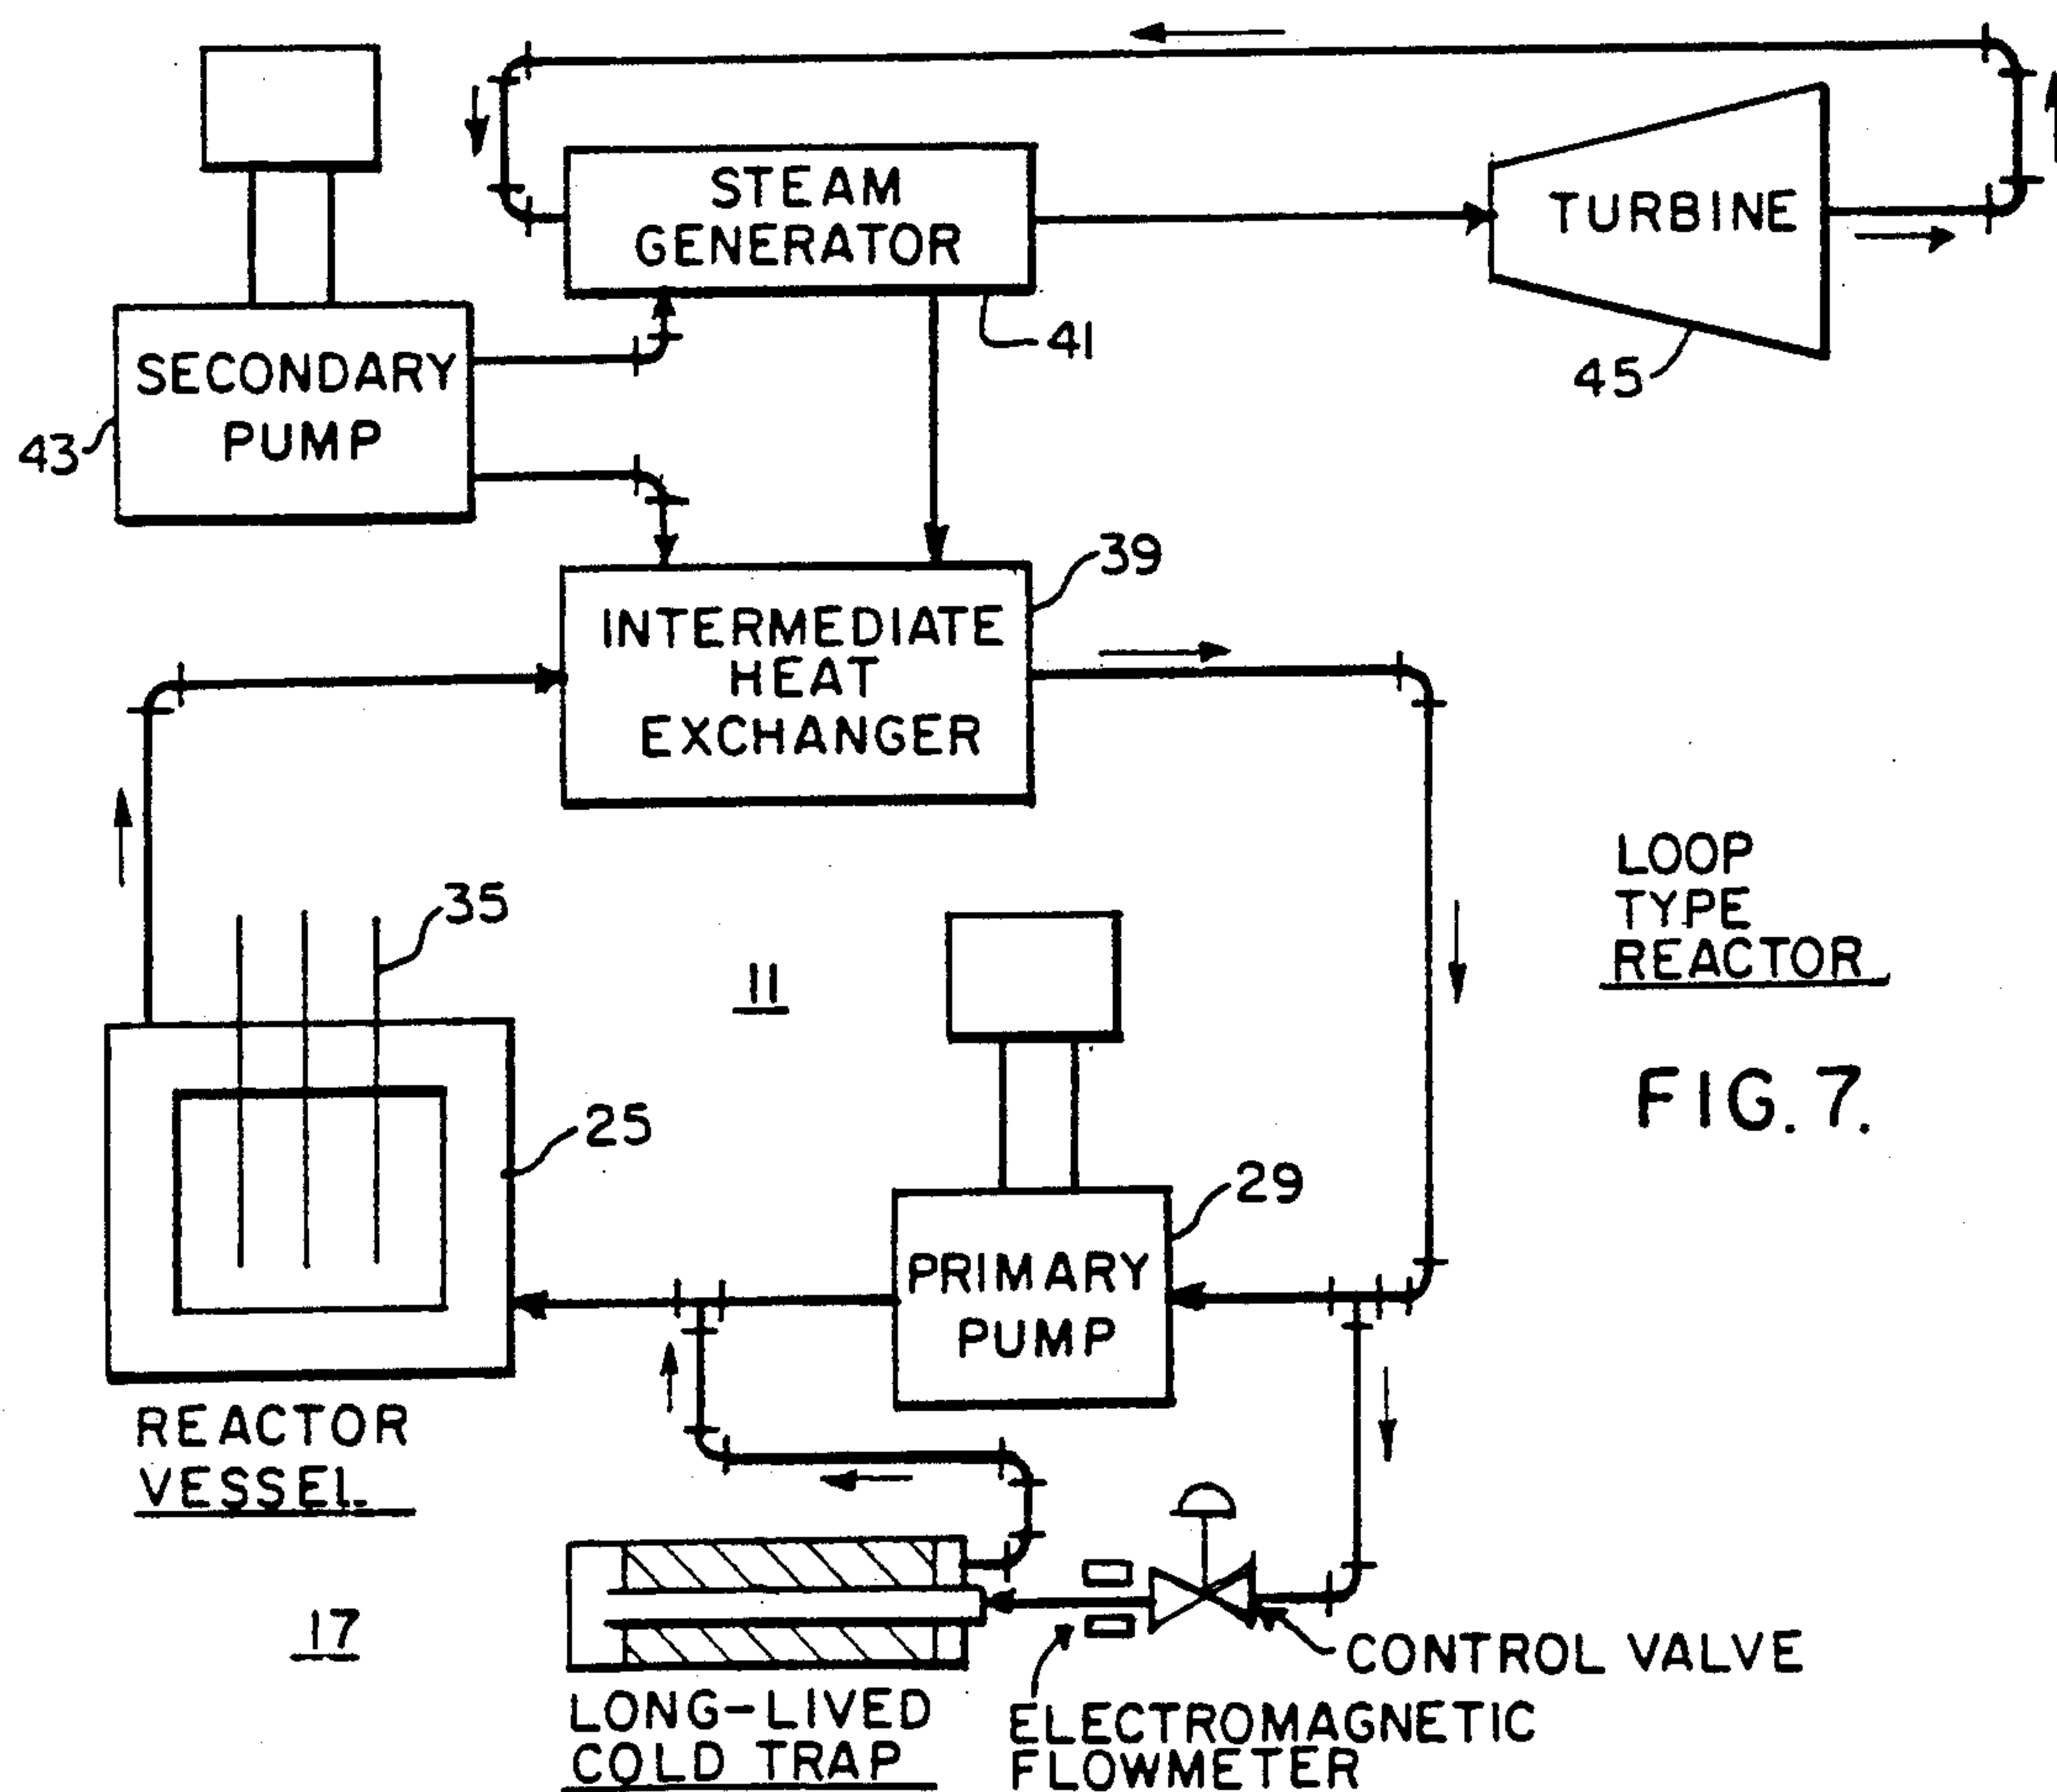 STEAM
GENERATOR
TURBINE
41
45
SECONDARY
PUMP
43
39
INTERMEDIATE
HEAT
EXCHANGER
35
11
LOOP
TYPE
REACTOR
FIG. 7.
25
29
PRIMARY
PUMP
REACTOR
VESSEL
17
CONTROL VALVE
LONG-LIVED
COLD TRAP
ELECTROMAGNETIC
FLOWMETER